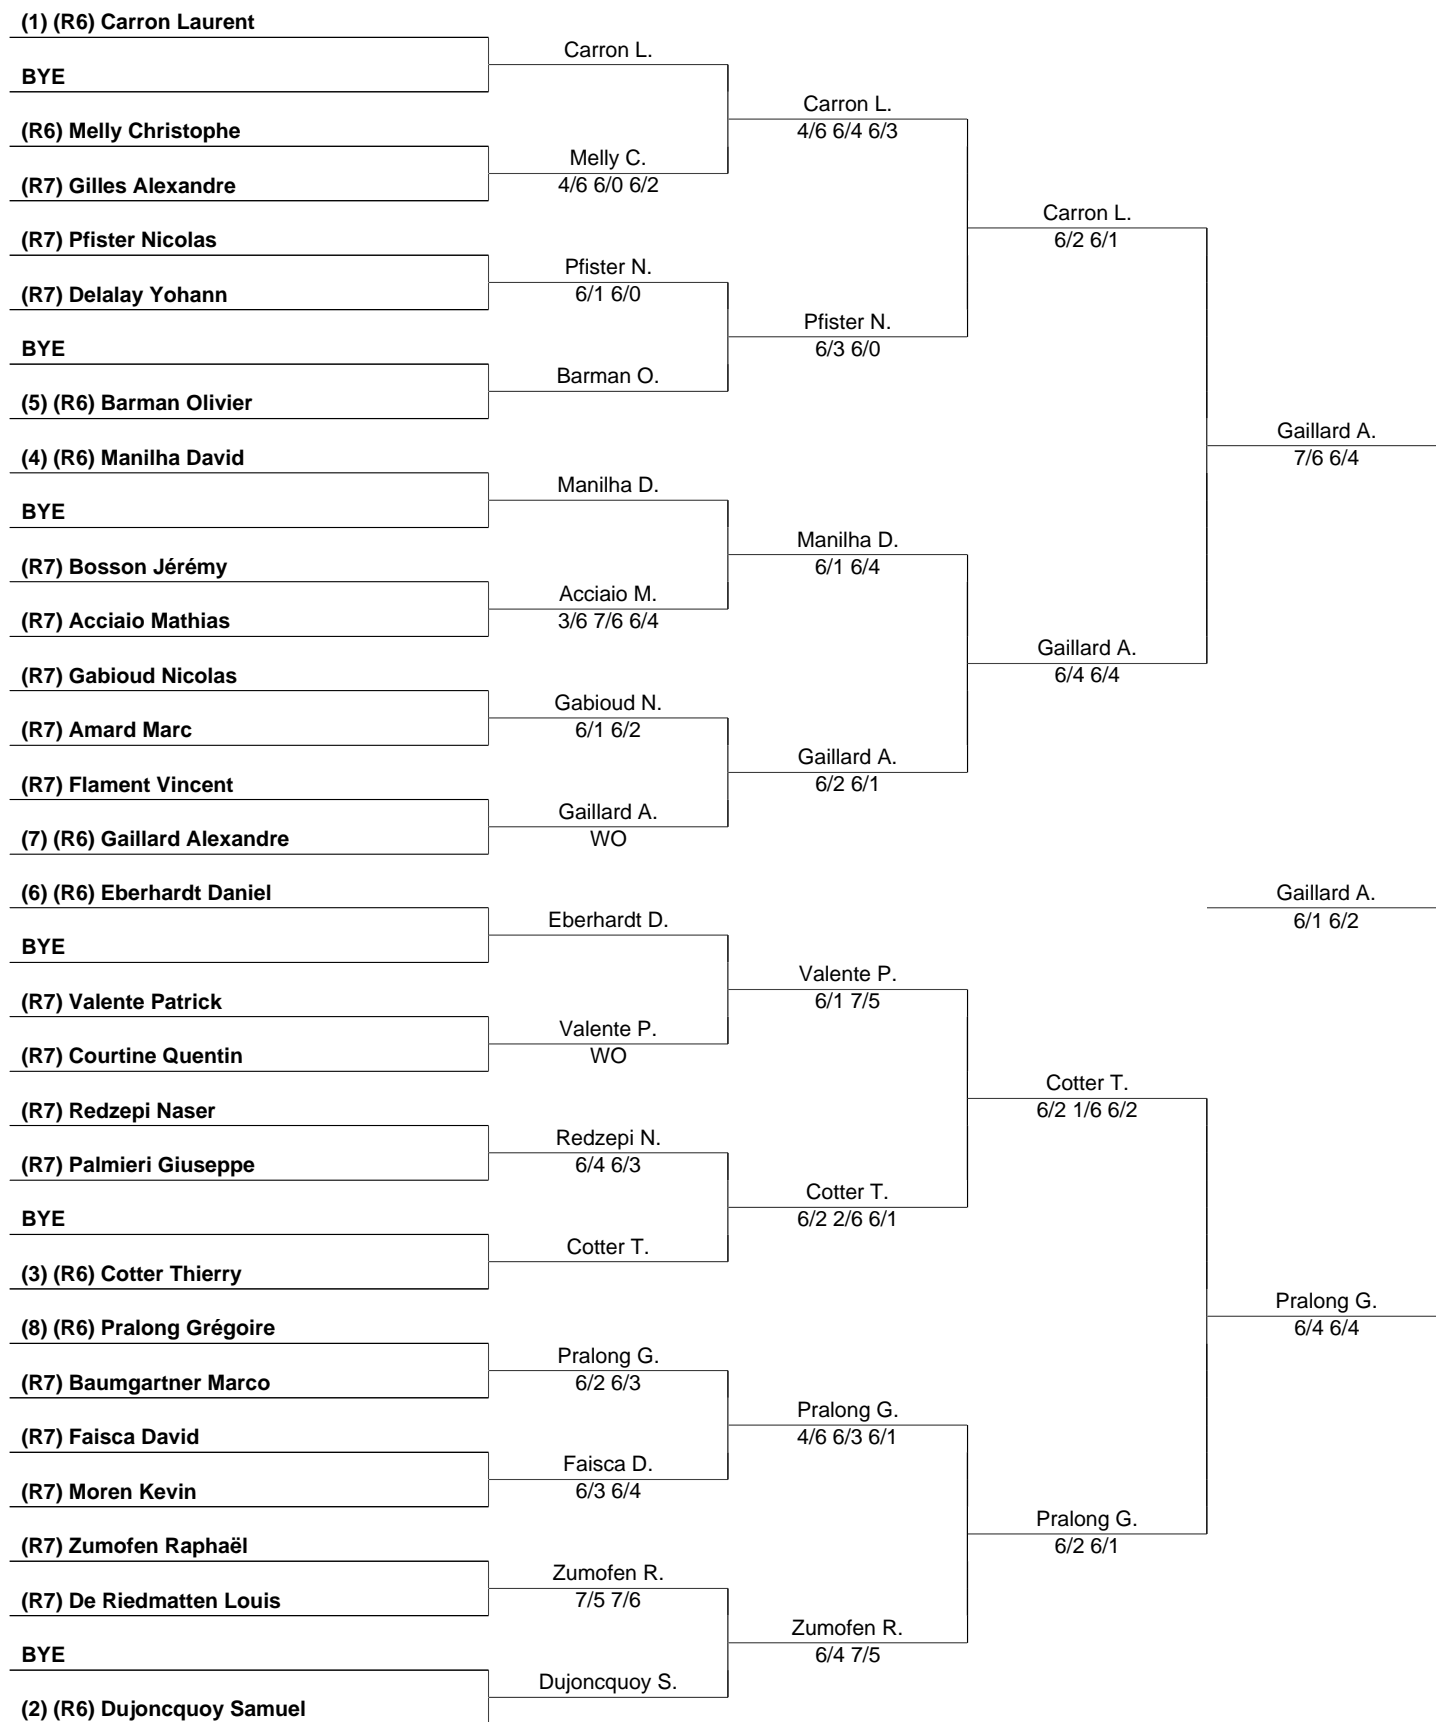 (1) (R6) Carron Laurent
Carron L.
BYE
Carron L.
(R6) Melly Christophe
4/6 6/4 6/3
Melly C.
(R7) Gilles Alexandre
4/6 6/0 6/2
Carron L.
(R7) Pfister Nicolas
6/2 6/1
Pfister N.
(R7) Delalay Yohann
6/1 6/0
Pfister N.
BYE
6/3 6/0
Barman O.
(5) (R6) Barman Olivier
Gaillard A.
(4) (R6) Manilha David
7/6 6/4
Manilha D.
BYE
Manilha D.
(R7) Bosson Jérémy
6/1 6/4
Acciaio M.
(R7) Acciaio Mathias
3/6 7/6 6/4
Gaillard A.
(R7) Gabioud Nicolas
6/4 6/4
Gabioud N.
(R7) Amard Marc
6/1 6/2
Gaillard A.
(R7) Flament Vincent
6/2 6/1
Gaillard A.
(7) (R6) Gaillard Alexandre
WO
(6) (R6) Eberhardt Daniel
Gaillard A.
Eberhardt D.
6/1 6/2
BYE
Valente P.
(R7) Valente Patrick
6/1 7/5
Valente P.
(R7) Courtine Quentin
WO
Cotter T.
(R7) Redzepi Naser
6/2 1/6 6/2
Redzepi N.
(R7) Palmieri Giuseppe
6/4 6/3
Cotter T.
BYE
6/2 2/6 6/1
Cotter T.
(3) (R6) Cotter Thierry
Pralong G.
(8) (R6) Pralong Grégoire
6/4 6/4
Pralong G.
(R7) Baumgartner Marco
6/2 6/3
Pralong G.
(R7) Faisca David
4/6 6/3 6/1
Faisca D.
(R7) Moren Kevin
6/3 6/4
Pralong G.
(R7) Zumofen Raphaël
6/2 6/1
Zumofen R.
(R7) De Riedmatten Louis
7/5 7/6
Zumofen R.
BYE
6/4 7/5
Dujoncquoy S.
(2) (R6) Dujoncquoy Samuel